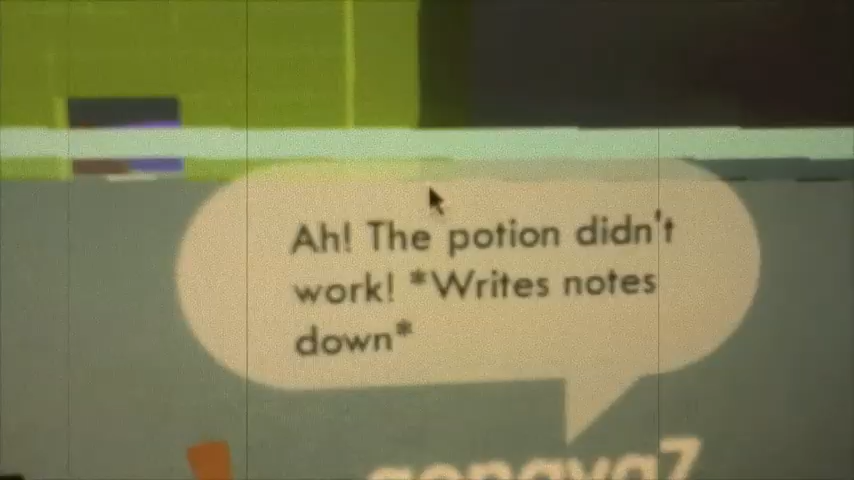 Ah! The potion didn't
work! *Writes notes
down*